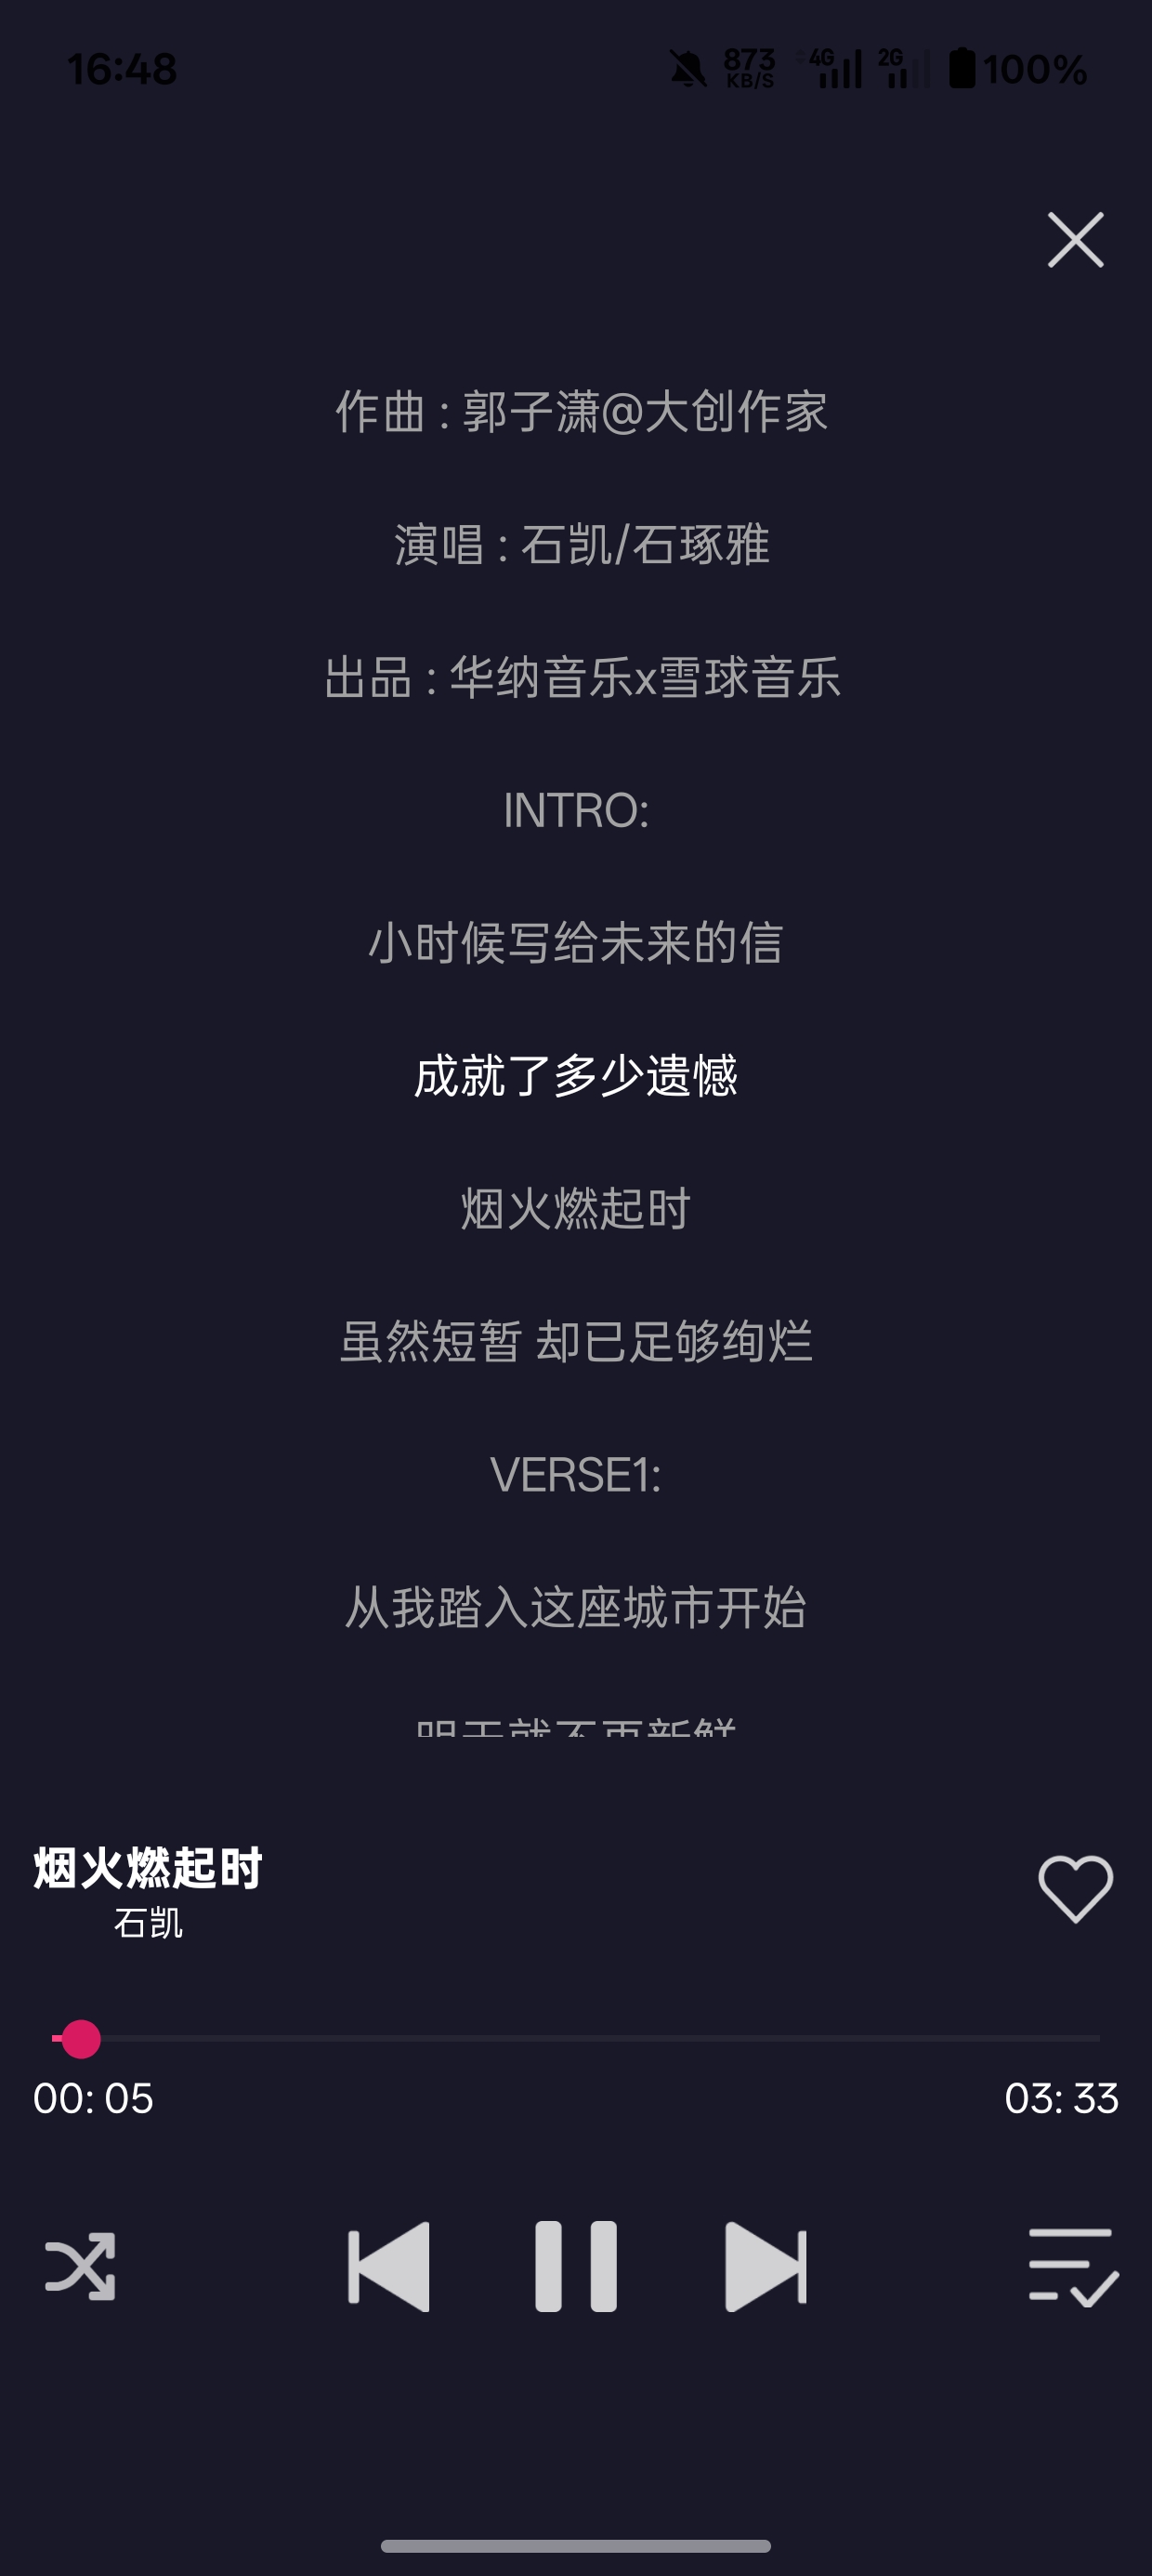 16:48
873 KB/S 4G 2G 100%
作曲 : 郭子潇@大创作家
演唱 : 石凯/石琢雅
出品 : 华纳音乐x雪球音乐
INTRO:
小时候写给未来的信
成就了多少遗憾
烟火燃起时
虽然短暂 却已足够绚烂
VERSE1:
从我踏入这座城市开始
烟火燃起时
石凯
00: 05
03: 33